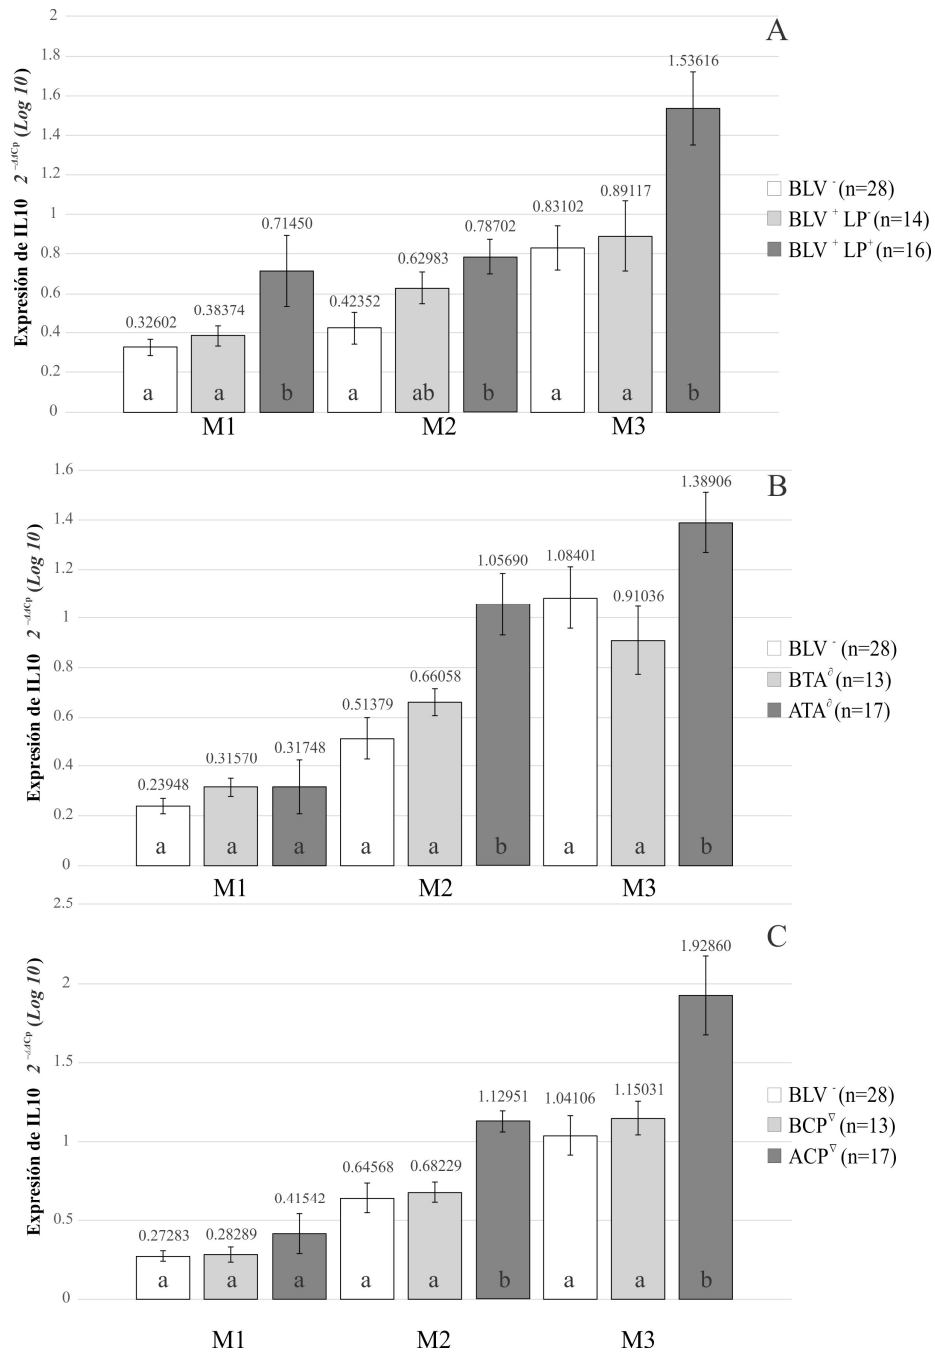 A
2
1.8
1.6
1.4
1.2
1
0.8
0.6
0.4
0.2
0
Expresión de IL10 2^-ΔΔCp (Log 10)
0.32602
0.38374
0.71450
0.42352
0.62983
0.78702
0.83102
0.89117
1.53616
a a b a ab b a a b
M1 M2 M3
BLV - (n=28)
BLV + LP- (n=14)
BLV + LP+ (n=16)
B
1.6
1.4
1.2
1
0.8
0.6
0.4
0.2
0
Expresión de IL10 2^-ΔΔCp (Log 10)
0.23948
0.31570
0.31748
0.51379
0.66058
1.05690
1.08401
0.91036
1.38906
a a a a a b a a b
M1 M2 M3
BLV - (n=28)
BTA∂ (n=13)
ATA∂ (n=17)
C
2.5
2
1.5
1
0.5
0
Expresión de IL10 2^-ΔΔCp (Log 10)
0.27283
0.28289
0.41542
0.64568
0.68229
1.12951
1.04106
1.15031
1.92860
a a a a a b a a b
M1 M2 M3
BLV - (n=28)
BCP∇ (n=13)
ACP∇ (n=17)